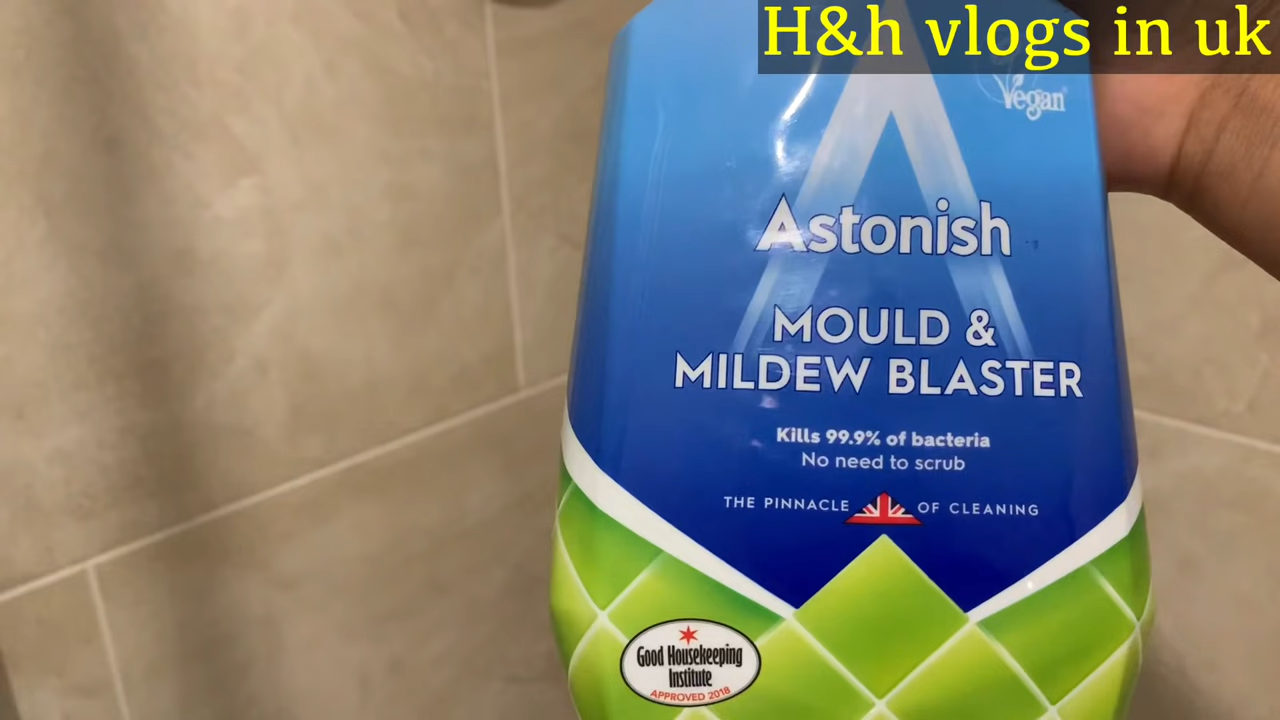 H&h vlogs in uk
Vegan
Astonish
MOULD &
MILDEW BLASTER
Kills 99.9% of bacteria
No need to scrub
THE PINNACLE OF CLEANING
Good Housekeeping
Institute
APPROVED 2018